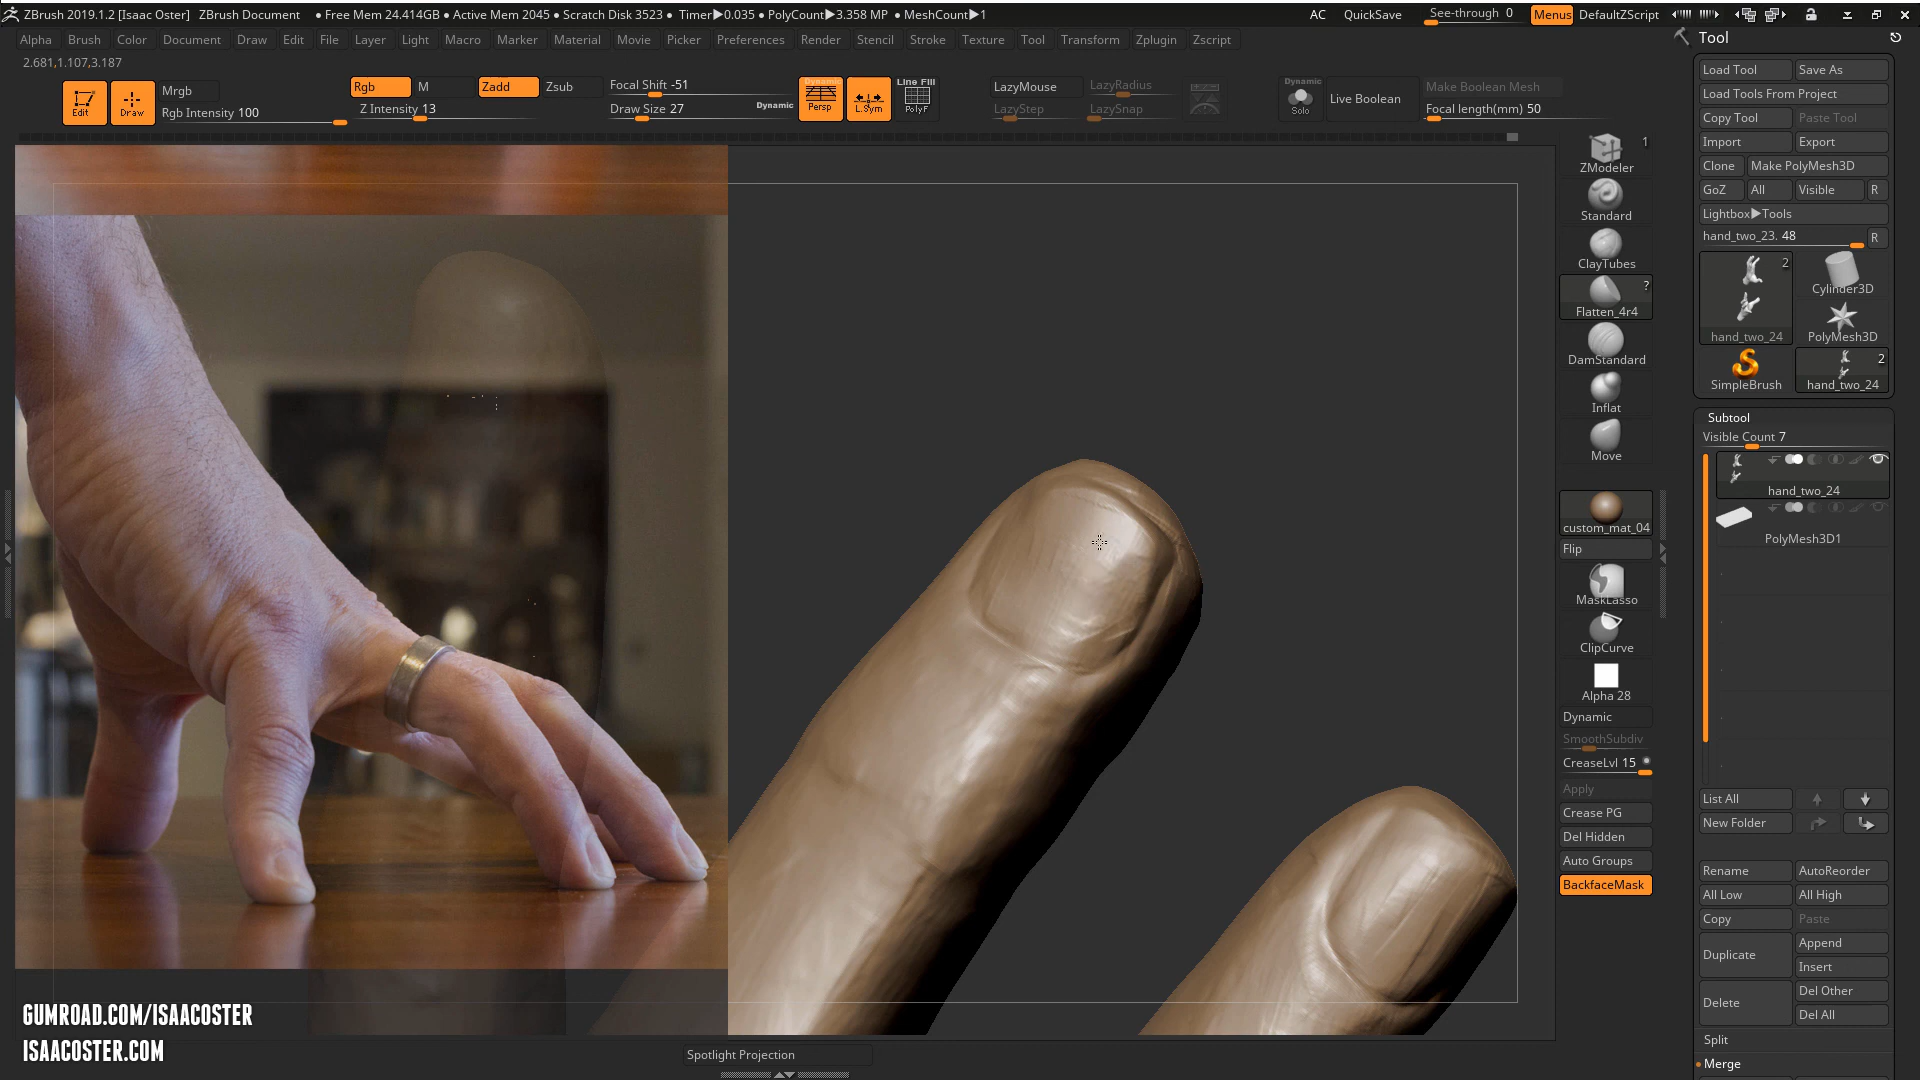 ZBrush 2019.1.2 [Isaac Oster] ZBrush Document • Free Mem 24.414GB • Active Mem 2045 • Scratch Disk 3523 • Timer▶0.035 • PolyCount▶3.358 MP • MeshCount▶1 AC QuickSave See-through 0 Menus DefaultZScript
Alpha Brush Color Document Draw Edit File Layer Light Macro Marker Material Movie Picker Preferences Render Stencil Stroke Texture Tool Transform Zplugin Zscript
2.681,1.107,3.187
Edit Draw
Mrgb
Rgb Intensity 100
Rgb M Zadd Zsub
Z Intensity 13
Focal Shift -51
Draw Size 27 Dynamic
Dynamic
Persp
L.Sym
Line Fill
PolyF
LazyMouse LazyRadius
LazyStep LazySnap
Dynamic
Solo
Live Boolean
Make Boolean Mesh
Focal length(mm) 50
1
ZModeler
Standard
ClayTubes
?
Flatten_4r4
DamStandard
Inflat
Move
custom_mat_04
Flip
MaskLasso
ClipCurve
Alpha 28
Dynamic
SmoothSubdiv
CreaseLvl 15
Apply
Crease PG
Del Hidden
Auto Groups
BackfaceMask
Tool
Load Tool Save As
Load Tools From Project
Copy Tool Paste Tool
Import Export
Clone Make PolyMesh3D
GoZ All Visible R
Lightbox▶Tools
hand_two_23. 48 R
2
hand_two_24
Cylinder3D
PolyMesh3D
SimpleBrush
2
hand_two_24
Subtool
Visible Count 7
hand_two_24
PolyMesh3D1
List All
New Folder
Rename AutoReorder
All Low All High
Copy Paste
Duplicate
Append
Insert
Delete
Del Other
Del All
Split
Merge
GUMROAD.COM/ISAACOSTER
ISAACOSTER.COM
Spotlight Projection